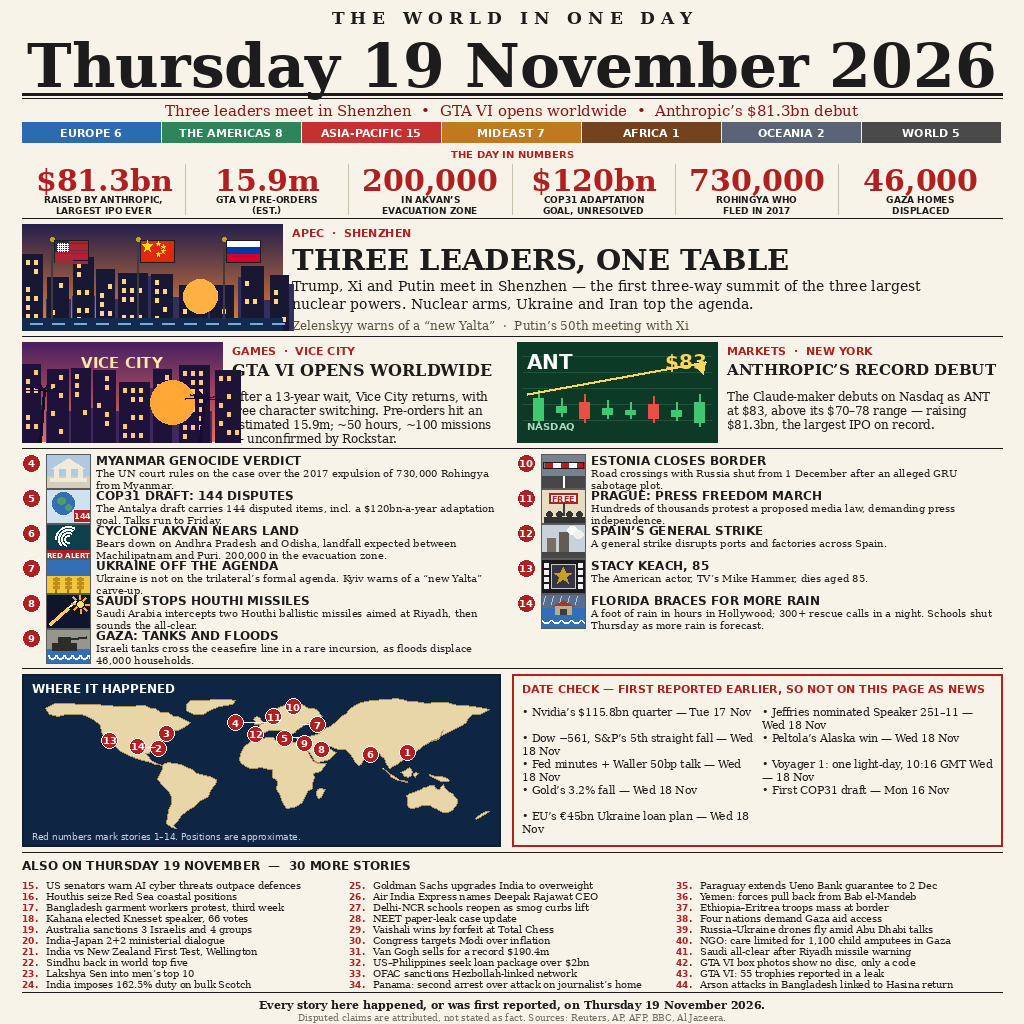 THE WORLD IN ONE DAY
Thursday 19 November 2026
Three leaders meet in Shenzhen • GTA VI opens worldwide • Anthropic’s $81.3bn debut
EUROPE 6
THE AMERICAS 8
ASIA-PACIFIC 15
MIDEAST 7
AFRICA 1
OCEANIA 2
WORLD 5
THE DAY IN NUMBERS
$81.3bn
RAISED BY ANTHROPIC,
LARGEST IPO EVER
15.9m
GTA VI PRE-ORDERS
(EST.)
200,000
IN AKVAN’S
EVACUATION ZONE
$120bn
COP31 ADAPTATION
GOAL, UNRESOLVED
730,000
ROHINGYA WHO
FLED IN 2017
46,000
GAZA HOMES
DISPLACED
APEC · SHENZHEN
THREE LEADERS, ONE TABLE
Trump, Xi and Putin meet in Shenzhen — the first three-way summit of the three largest
nuclear powers. Nuclear arms, Ukraine and Iran top the agenda.
Zelenskyy warns of a “new Yalta” · Putin’s 50th meeting with Xi
VICE CITY
GAMES · VICE CITY
GTA VI OPENS WORLDWIDE
After a 13-year wait, Vice City returns, with
free character switching. Pre-orders hit an
estimated 15.9m; ~50 hours, ~100 missions
— unconfirmed by Rockstar.
ANT
$83
NASDAQ
MARKETS · NEW YORK
ANTHROPIC’S RECORD DEBUT
The Claude-maker debuts on Nasdaq as ANT
at $83, above its $70–78 range — raising
$81.3bn, the largest IPO on record.
4
MYANMAR GENOCIDE VERDICT
The UN court rules on the case over the 2017 expulsion of 730,000 Rohingya
from Myanmar.
5
144
COP31 DRAFT: 144 DISPUTES
The Antalya draft carries 144 disputed items, incl. a $120bn-a-year adaptation
goal. Talks run to Friday.
6
RED ALERT
CYCLONE AKVAN NEARS LAND
Bears down on Andhra Pradesh and Odisha, landfall expected between
Machilipatnam and Puri. 200,000 in the evacuation zone.
7
UKRAINE OFF THE AGENDA
Ukraine is not on the trilateral’s formal agenda. Kyiv warns of a “new Yalta”
carve-up.
8
SAUDI STOPS HOUTHI MISSILES
Saudi Arabia intercepts two Houthi ballistic missiles aimed at Riyadh, then
sounds the all-clear.
9
GAZA: TANKS AND FLOODS
Israeli tanks cross the ceasefire line in a rare incursion, as floods displace
46,000 households.
10
ESTONIA CLOSES BORDER
Road crossings with Russia shut from 1 December after an alleged GRU
sabotage plot.
11
FREE
PRAGUE: PRESS FREEDOM MARCH
Hundreds of thousands protest a proposed media law, demanding press
independence.
12
SPAIN’S GENERAL STRIKE
A general strike disrupts ports and factories across Spain.
13
STACY KEACH, 85
The American actor, TV’s Mike Hammer, dies aged 85.
14
FLORIDA BRACES FOR MORE RAIN
A foot of rain in hours in Hollywood; 300+ rescue calls in a night. Schools shut
Thursday as more rain is forecast.
WHERE IT HAPPENED
10
4
11
7
3
12
5
9
13
14
2
8
6
1
Red numbers mark stories 1–14. Positions are approximate.
DATE CHECK — FIRST REPORTED EARLIER, SO NOT ON THIS PAGE AS NEWS
• Nvidia’s $115.8bn quarter — Tue 17 Nov
• Dow −561, S&P’s 5th straight fall — Wed
18 Nov
• Fed minutes + Waller 50bp talk — Wed
18 Nov
• Gold’s 3.2% fall — Wed 18 Nov
• EU’s €45bn Ukraine loan plan — Wed 18
Nov
• Jeffries nominated Speaker 251–11 —
Wed 18 Nov
• Peltola’s Alaska win — Wed 18 Nov
• Voyager 1: one light-day, 10:16 GMT Wed
— 18 Nov
• First COP31 draft — Mon 16 Nov
ALSO ON THURSDAY 19 NOVEMBER — 30 MORE STORIES
15. US senators warn AI cyber threats outpace defences
16. Houthis seize Red Sea coastal positions
17. Bangladesh garment workers protest, third week
18. Kahana elected Knesset speaker, 66 votes
19. Australia sanctions 3 Israelis and 4 groups
20. India–Japan 2+2 ministerial dialogue
21. India vs New Zealand First Test, Wellington
22. Sindhu back in world top five
23. Lakshya Sen into men’s top 10
24. India imposes 162.5% duty on bulk Scotch
25. Goldman Sachs upgrades India to overweight
26. Air India Express names Deepak Rajawat CEO
27. Delhi-NCR schools reopen as smog curbs lift
28. NEET paper-leak case update
29. Vaishali wins by forfeit at Total Chess
30. Congress targets Modi over inflation
31. Van Gogh sells for a record $190.4m
32. US–Philippines seek loan package over $2bn
33. OFAC sanctions Hezbollah-linked network
34. Panama: second arrest over attack on journalist’s home
35. Paraguay extends Ueno Bank guarantee to 2 Dec
36. Yemen: forces pull back from Bab el-Mandeb
37. Ethiopia–Eritrea troops mass at border
38. Four nations demand Gaza aid access
39. Russia–Ukraine drones fly amid Abu Dhabi talks
40. NGO: care limited for 1,100 child amputees in Gaza
41. Saudi all-clear after Riyadh missile warning
42. GTA VI box photos show no disc, only a code
43. GTA VI: 55 trophies reported in a leak
44. Arson attacks in Bangladesh linked to Hasina return
Every story here happened, or was first reported, on Thursday 19 November 2026.
Disputed claims are attributed, not stated as fact. Sources: Reuters, AP, AFP, BBC, Al Jazeera.